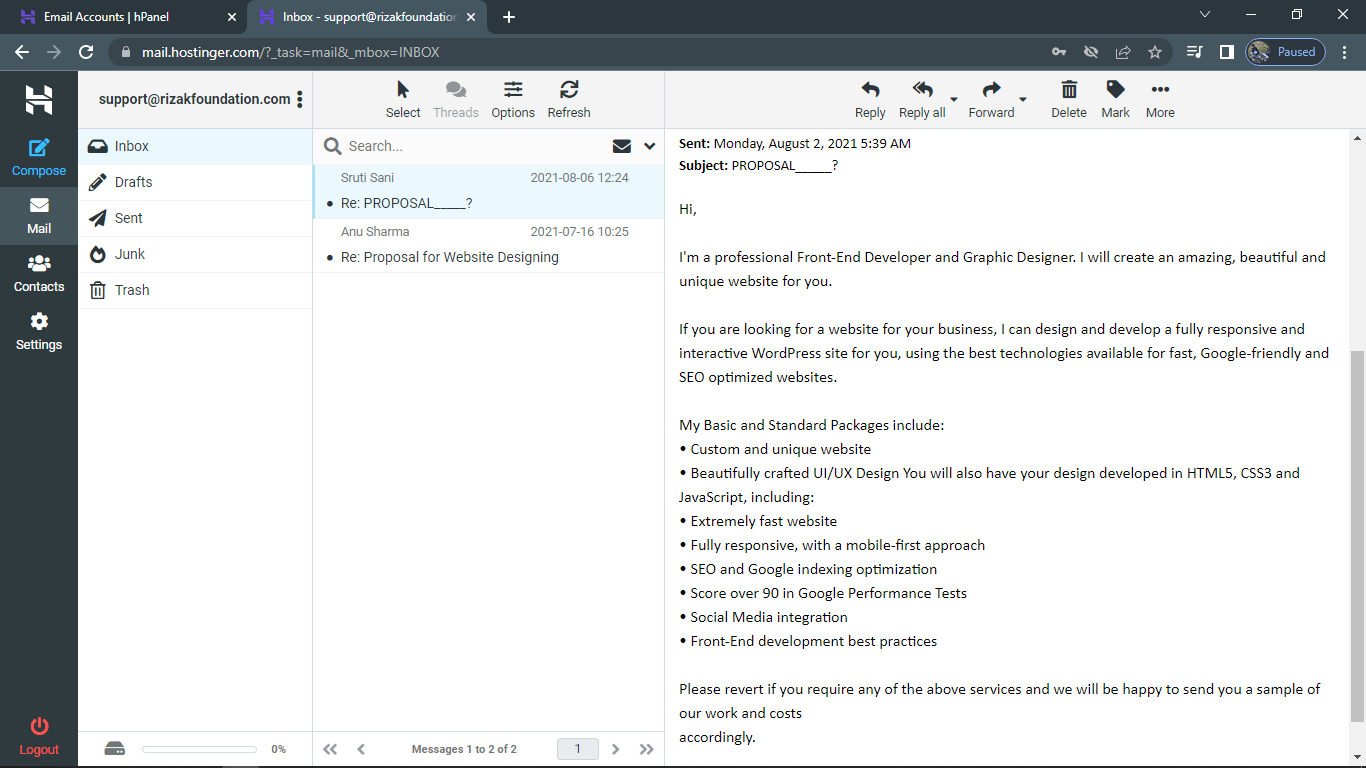 Email Accounts | hPanel
Inbox - support@rizakfoundation
mail.hostinger.com/?_task=mail&_mbox=INBOX
Paused
support@rizakfoundation.com
Compose
Mail
Contacts
Settings
Logout
Inbox
Drafts
Sent
Junk
Trash
0%
Select
Threads
Options
Refresh
Search...
Sruti Sani 2021-08-06 12:24
• Re: PROPOSAL_____?
Anu Sharma 2021-07-16 10:25
• Re: Proposal for Website Designing
Messages 1 to 2 of 2
1
Reply
Reply all
Forward
Delete
Mark
More
Sent: Monday, August 2, 2021 5:39 AM
Subject: PROPOSAL_____?
Hi,
I'm a professional Front-End Developer and Graphic Designer. I will create an amazing, beautiful and
unique website for you.
If you are looking for a website for your business, I can design and develop a fully responsive and
interactive WordPress site for you, using the best technologies available for fast, Google-friendly and
SEO optimized websites.
My Basic and Standard Packages include:
• Custom and unique website
• Beautifully crafted UI/UX Design You will also have your design developed in HTML5, CSS3 and
JavaScript, including:
• Extremely fast website
• Fully responsive, with a mobile-first approach
• SEO and Google indexing optimization
• Score over 90 in Google Performance Tests
• Social Media integration
• Front-End development best practices
Please revert if you require any of the above services and we will be happy to send you a sample of
our work and costs
accordingly.